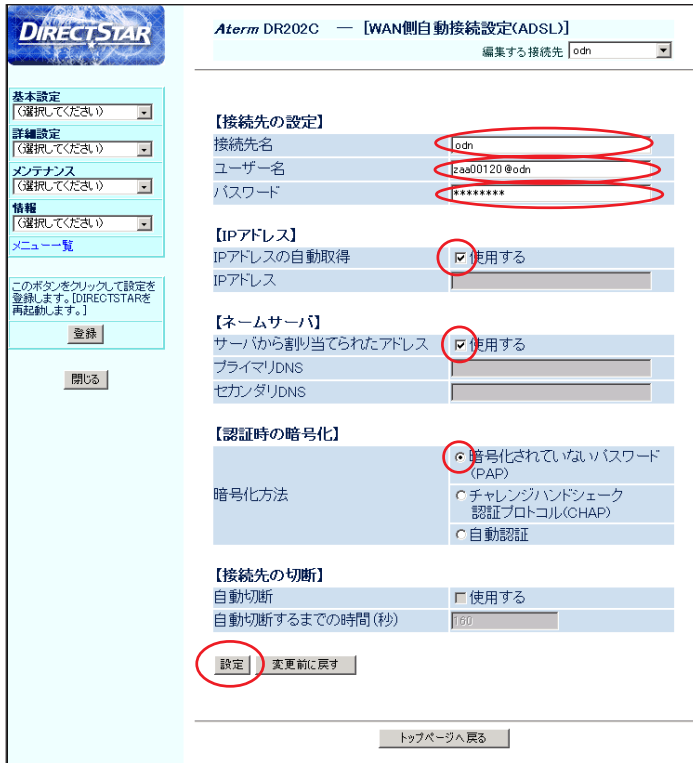 DIRECTSTAR
Aterm DR202C — [WAN側自動接続設定(ADSL)]
編集する接続先 odn
基本設定
(選択してください)
詳細設定
(選択してください)
メンテナンス
(選択してください)
情報
(選択してください)
メニュー一覧
このボタンをクリックして設定を
登録します。[DIRECTSTARを
再起動します。]
登録
閉じる
【接続先の設定】
接続先名 odn
ユーザー名 zaa00120@odn
パスワード ********
【IPアドレス】
IPアドレスの自動取得 使用する
IPアドレス
【ネームサーバ】
サーバから割り当てられたアドレス 使用する
プライマリDNS
セカンダリDNS
【認証時の暗号化】
暗号化方法
暗号化されていないパスワード
(PAP)
チャレンジハンドシェーク
認証プロトコル(CHAP)
自動認証
【接続先の切断】
自動切断 使用する
自動切断するまでの時間(秒) 160
設定 変更前に戻す
トップページへ戻る